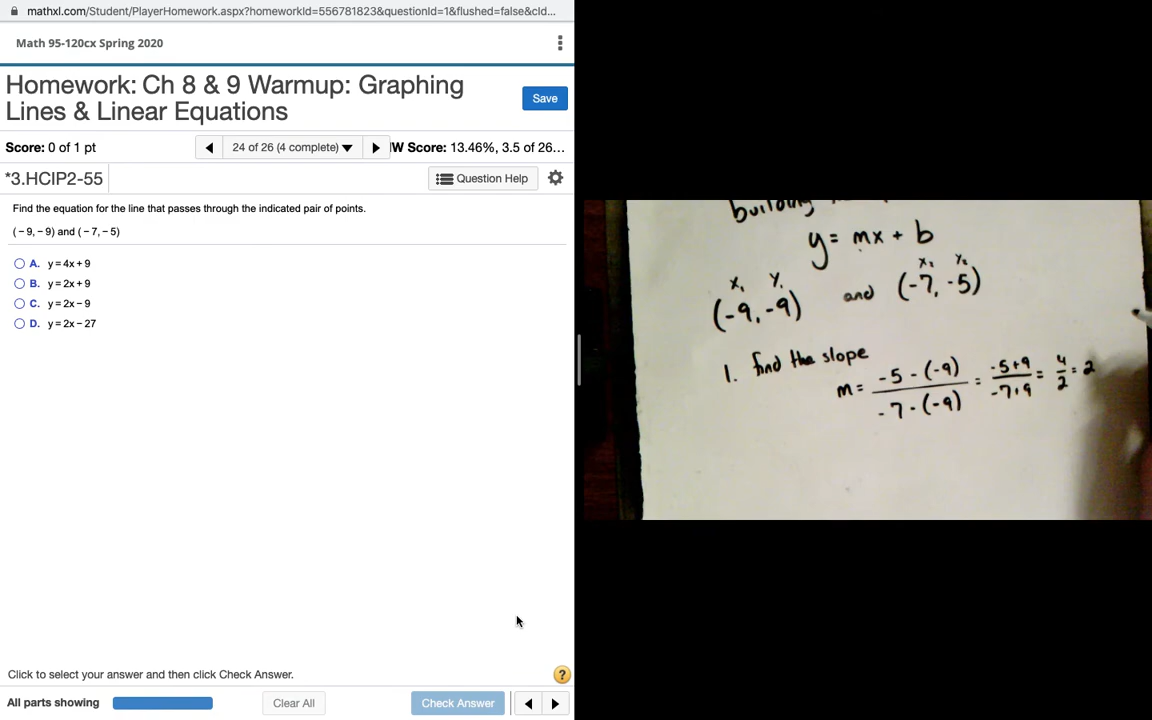 mathxl.com/Student/PlayerHomework.aspx?homeworkId=556781823&questionId=1&flushed=false&cId...
Math 95-120cx Spring 2020
Homework: Ch 8 & 9 Warmup: Graphing
Lines & Linear Equations
Save
Score: 0 of 1 pt
24 of 26 (4 complete)
W Score: 13.46%, 3.5 of 26...
*3.HCIP2-55
Question Help
Find the equation for the line that passes through the indicated pair of points.
(-9,-9) and (-7,-5)
A. y=4x+9
B. y=2x+9
C. y=2x-9
D. y=2x-27
Click to select your answer and then click Check Answer.
?
All parts showing
Clear All
Check Answer
building
y = mx + b
x₁ y₁ x₂ y₂
(-9,-9) and (-7,-5)
1. find the slope
m = -5-(-9) / -7-(-9) = -5+9 / -7+9 = 4/2 = 2